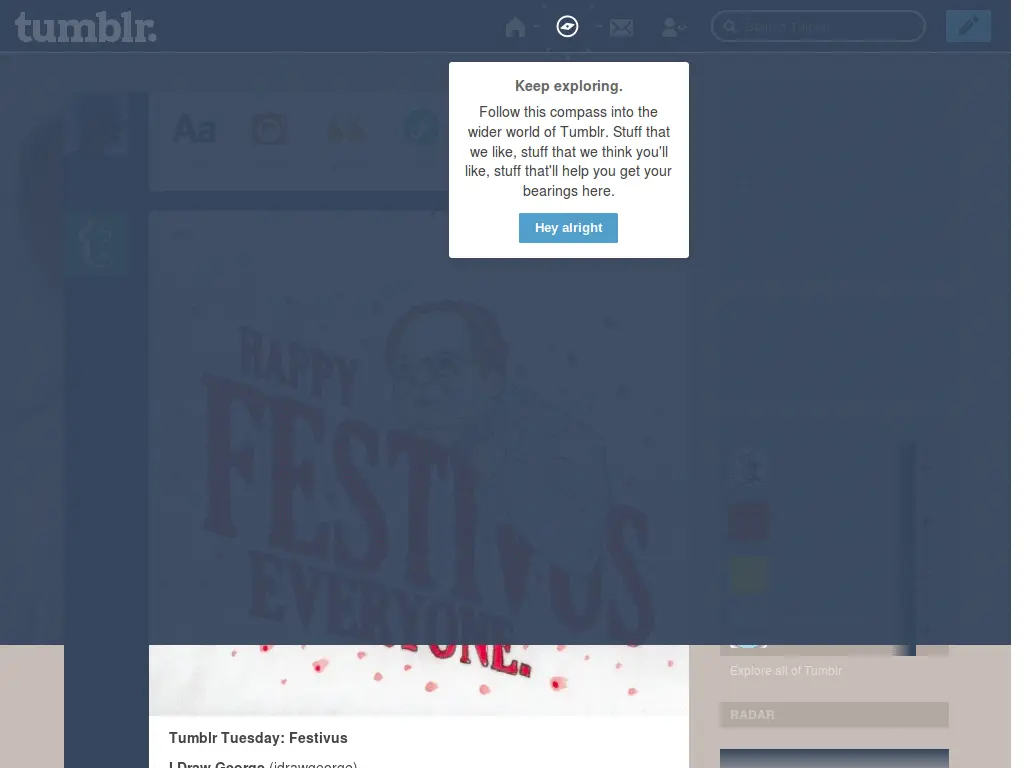 tumblr.
Search Tumblr
Keep exploring.
Follow this compass into the
wider world of Tumblr. Stuff that
we like, stuff that we think you'll
like, stuff that'll help you get your
bearings here.
Hey alright
Aa
HAPPY
FESTIVUS
EVERYONE.
Explore all of Tumblr
RADAR
Tumblr Tuesday: Festivus
I Draw George (idrawgeorge)